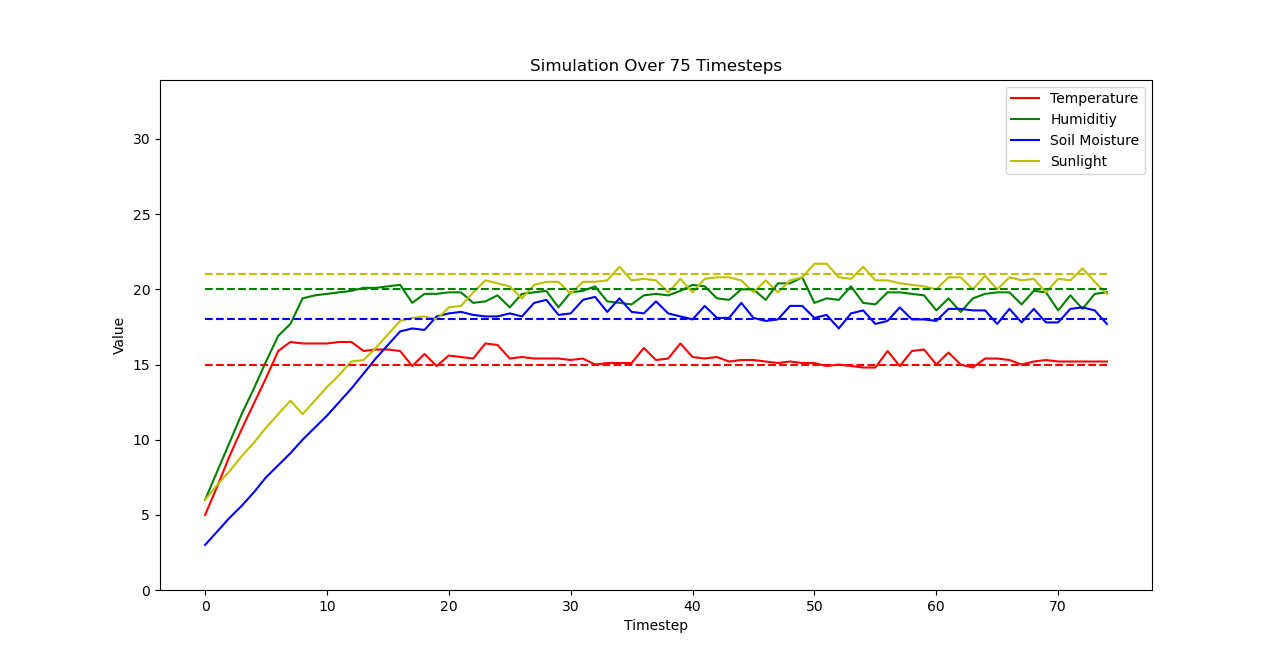 Simulation Over 75 Timesteps
Temperature
Humiditiy
Soil Moisture
Sunlight
Value
30
25
20
15
10
5
0
0 10 20 30 40 50 60 70
Timestep